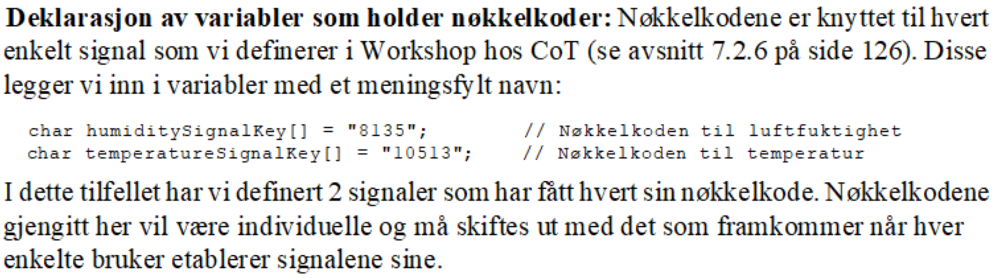 Deklarasjon av variabler som holder nøkkelkoder: Nøkkelkodene er knyttet til hvert
enkelt signal som vi definerer i Workshop hos CoT (se avsnitt 7.2.6 på side 126). Disse
legger vi inn i variabler med et meningsfylt navn:
char humiditySignalKey[] = "8135"; // Nøkkelkoden til luftfuktighet
char temperatureSignalKey[] = "10513"; // Nøkkelkoden til temperatur
I dette tilfellet har vi definert 2 signaler som har fått hvert sin nøkkelkode. Nøkkelkodene
gjengitt her vil være individuelle og må skiftes ut med det som framkommer når hver
enkelte bruker etablerer signalene sine.